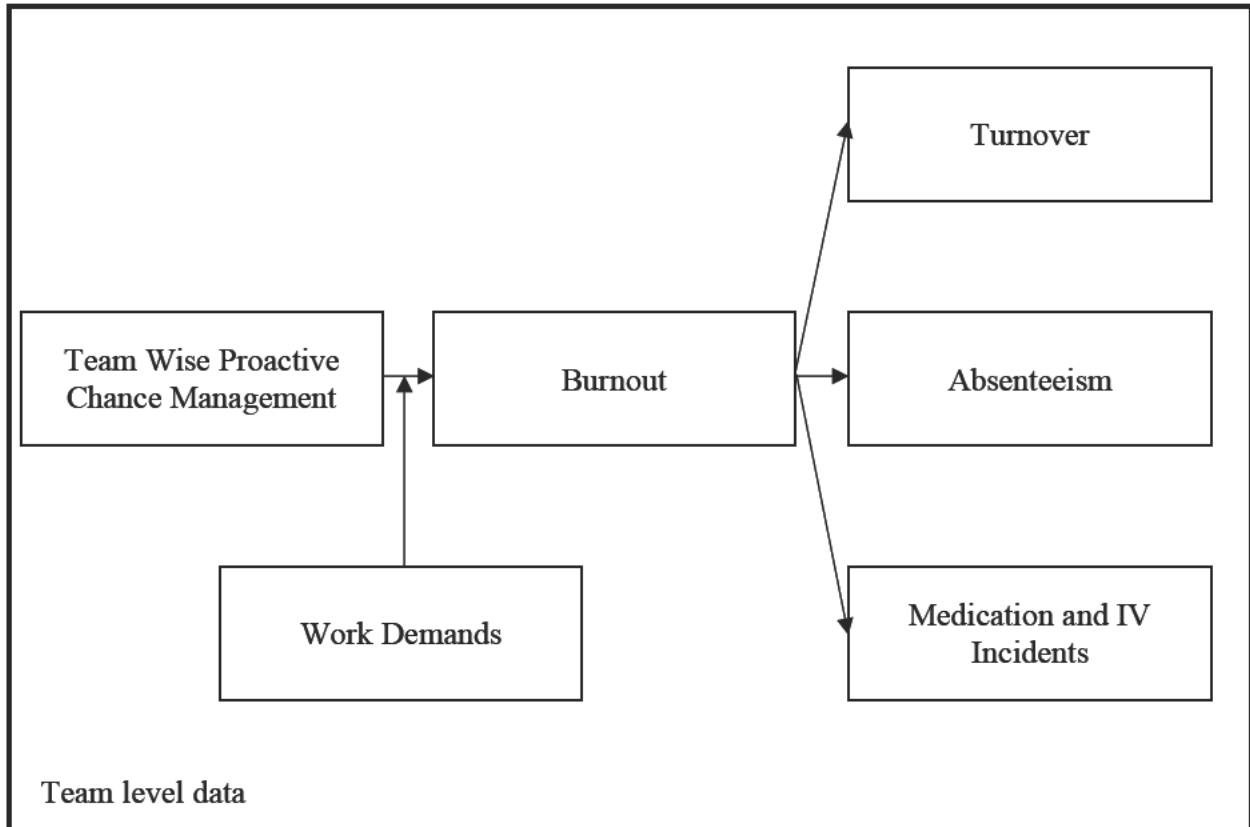 Turnover
Team Wise Proactive
Chance Management
Burnout
Absenteeism
Work Demands
Medication and IV
Incidents
Team level data